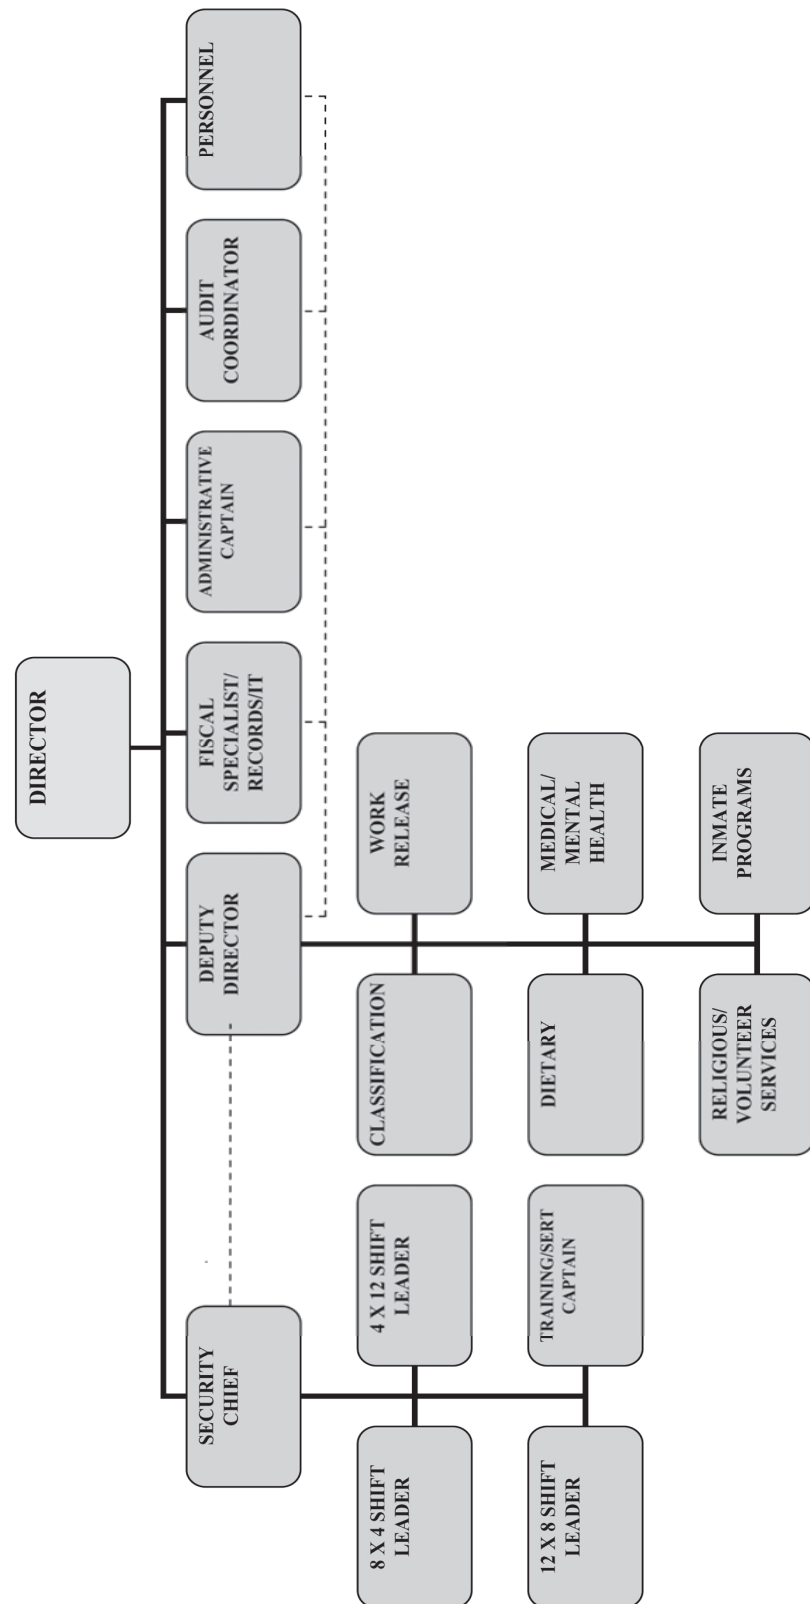 DIRECTOR
SECURITY
CHIEF
DEPUTY
DIRECTOR
FISCAL
SPECIALIST/
RECORDS/IT
ADMINISTRATIVE
CAPTAIN
AUDIT
COORDINATOR
PERSONNEL
8 X 4 SHIFT
LEADER
4 X 12 SHIFT
LEADER
CLASSIFICATION
WORK
RELEASE
12 X 8 SHIFT
LEADER
TRAINING/SERT
CAPTAIN
DIETARY
MEDICAL/
MENTAL
HEALTH
RELIGIOUS/
VOLUNTEER
SERVICES
INMATE
PROGRAMS